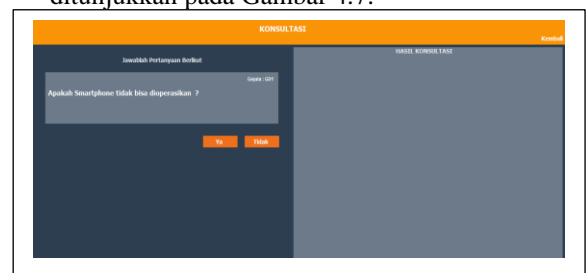 ditunjukkan pada Gambar 4.7.
KONSULTASI
Kembali
Jawablah Pertanyaan Berikut
HASIL KONSULTASI
Gejala : G01
Apakah Smartphone tidak bisa dioperasikan ?
Ya
Tidak